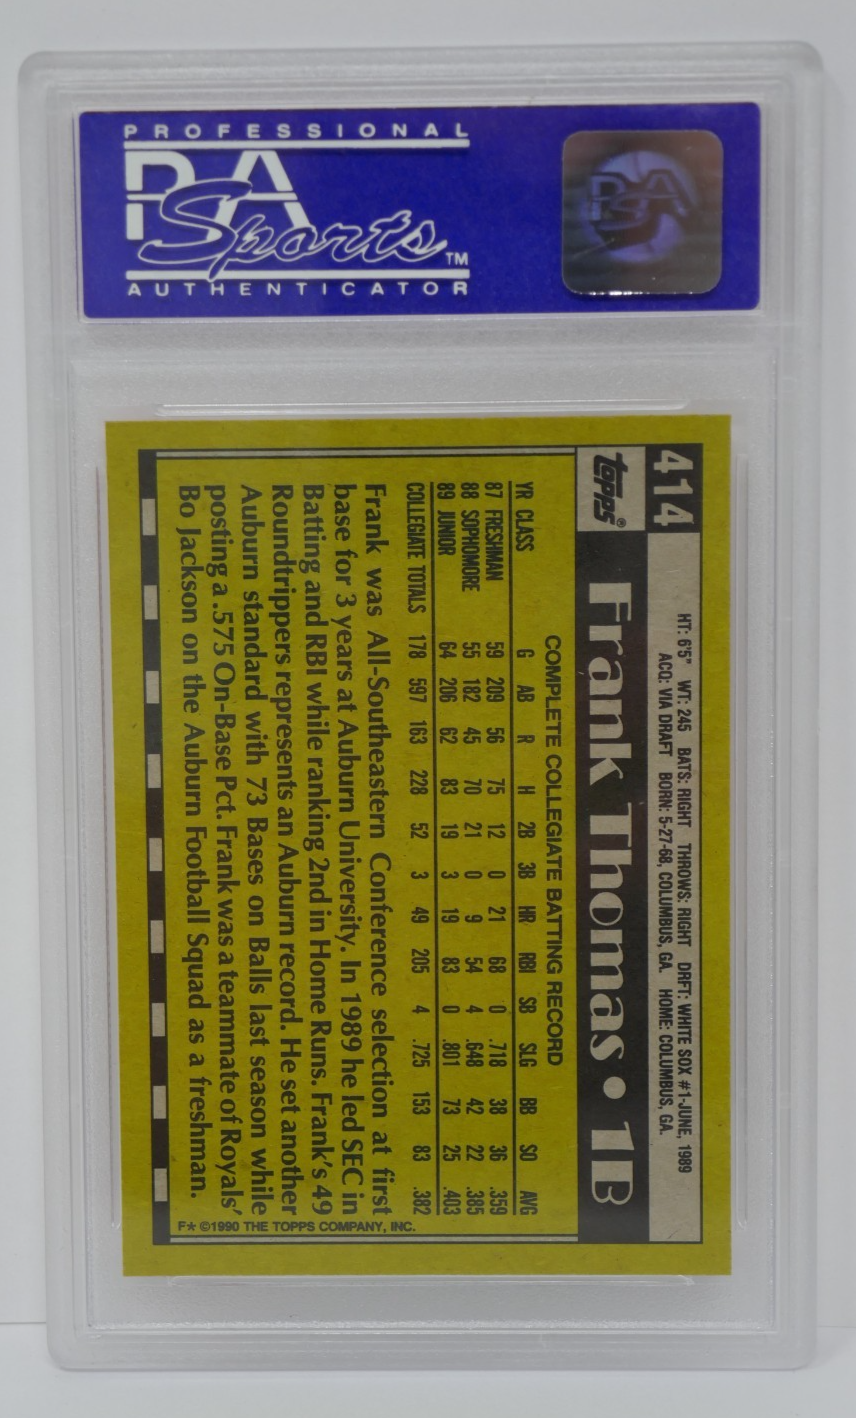 PROFESSIONAL
PSA
Sports™
AUTHENTICATOR
PSA
414
HT: 6'5" WT: 245 BATS: RIGHT THROWS: RIGHT DRFT: WHITE SOX #1-JUNE, 1989
ACQ: VIA DRAFT BORN: 5-27-68, COLUMBUS, GA. HOME: COLUMBUS, GA.
topps®
Frank Thomas • 1B
COMPLETE COLLEGIATE BATTING RECORD
YR CLASS G AB R H 2B 3B HR RBI SB SLG BB SO AVG
87 FRESHMAN 59 209 56 75 12 0 21 68 0 .718 38 36 .359
88 SOPHOMORE 55 182 45 70 21 0 9 54 4 .648 42 22 .385
89 JUNIOR 64 206 62 83 19 3 19 83 0 .801 73 25 .403
COLLEGIATE TOTALS 178 597 163 228 52 3 49 205 4 .725 153 83 .382
Frank was All-Southeastern Conference selection at first
base for 3 years at Auburn University. In 1989 he led SEC in
Batting and RBI while ranking 2nd in Home Runs. Frank's 49
Roundtrippers represents an Auburn record. He set another
Auburn standard with 73 Bases on Balls last season while
posting a .575 On-Base Pct. Frank was a teammate of Royals'
Bo Jackson on the Auburn Football Squad as a freshman.
F* ©1990 THE TOPPS COMPANY, INC.